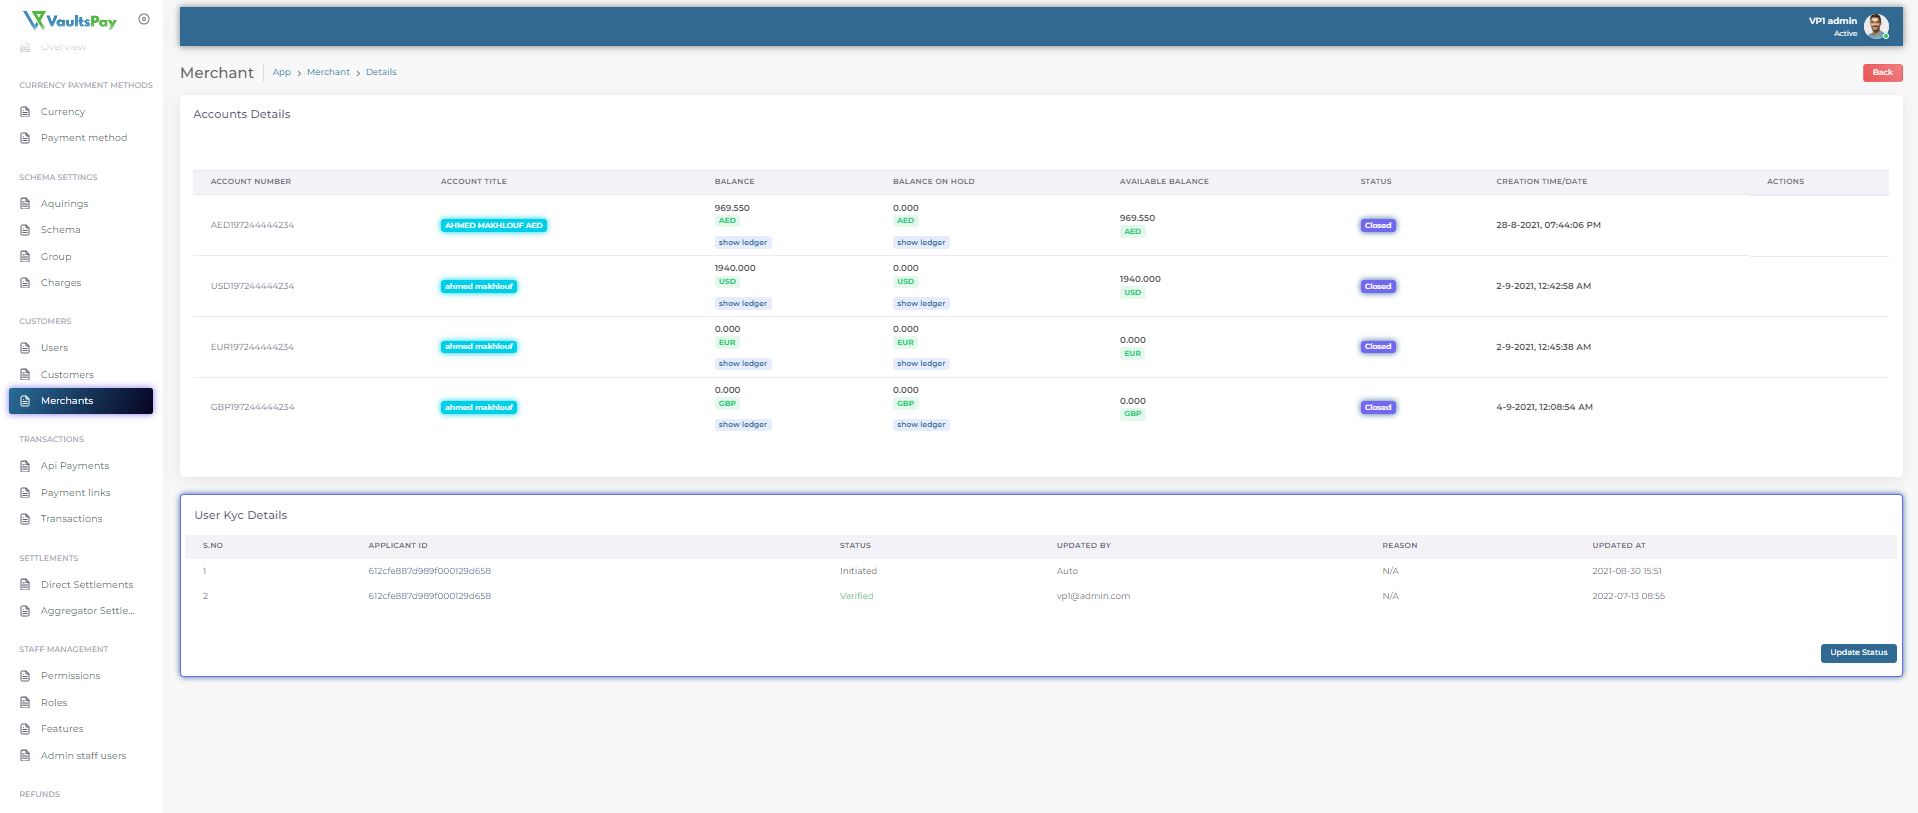 VaultsPay
VP1 admin
Active
Overview
CURRENCY PAYMENT METHODS
Currency
Payment method
SCHEMA SETTINGS
Aquirings
Schema
Group
Charges
CUSTOMERS
Users
Customers
Merchants
TRANSACTIONS
Api Payments
Payment links
Transactions
SETTLEMENTS
Direct Settlements
Aggregator Settle...
STAFF MANAGEMENT
Permissions
Roles
Features
Admin staff users
REFUNDS
Merchant App > Merchant > Details
Back
Accounts Details
ACCOUNT NUMBER ACCOUNT TITLE BALANCE BALANCE ON HOLD AVAILABLE BALANCE STATUS CREATION TIME/DATE ACTIONS
969.550 0.000
AED197244444234 AHMED MAKHLOUF AED AED AED 969.550 AED Closed 28-8-2021, 07:44:06 PM
show ledger show ledger
1940.000 0.000
USD197244444234 ahmed makhlouf USD USD 1940.000 USD Closed 2-9-2021, 12:42:58 AM
show ledger show ledger
0.000 0.000
EUR197244444234 ahmed makhlouf EUR EUR 0.000 EUR Closed 2-9-2021, 12:45:38 AM
show ledger show ledger
0.000 0.000
GBP197244444234 ahmed makhlouf GBP GBP 0.000 GBP Closed 4-9-2021, 12:08:54 AM
show ledger show ledger
User Kyc Details
S.NO APPLICANT ID STATUS UPDATED BY REASON UPDATED AT
1 612cfe887d989f000129d658 Initiated Auto N/A 2021-08-30 15:51
2 612cfe887d989f000129d658 Verified vp1@admin.com N/A 2022-07-13 08:55
Update Status